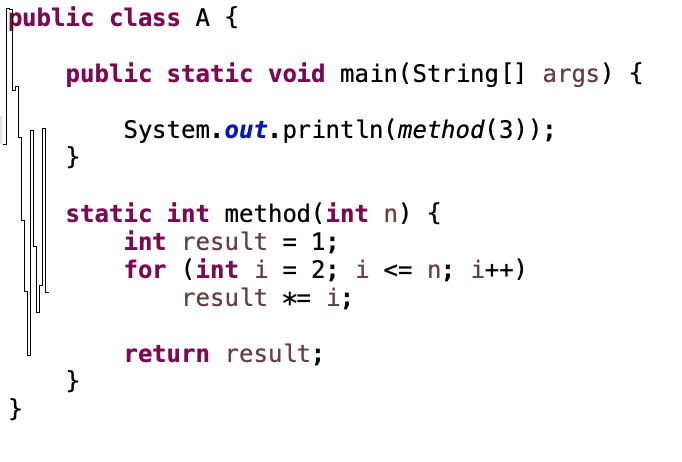 public class A {
public static void main(String[] args) {
System.out.println(method(3));
}
static int method(int n) {
int result = 1;
for (int i = 2; i <= n; i++)
result *= i;
return result;
}
}